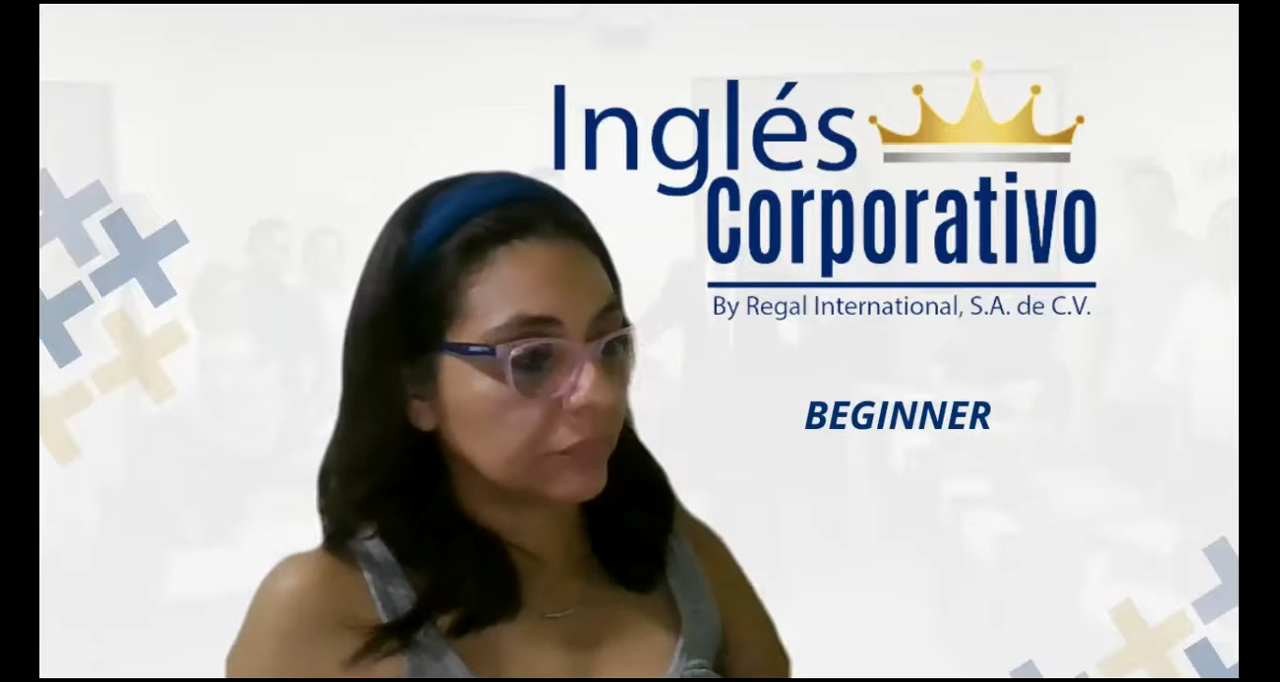 Inglés
Corporativo
By Regal International, S.A. de C.V.
BEGINNER